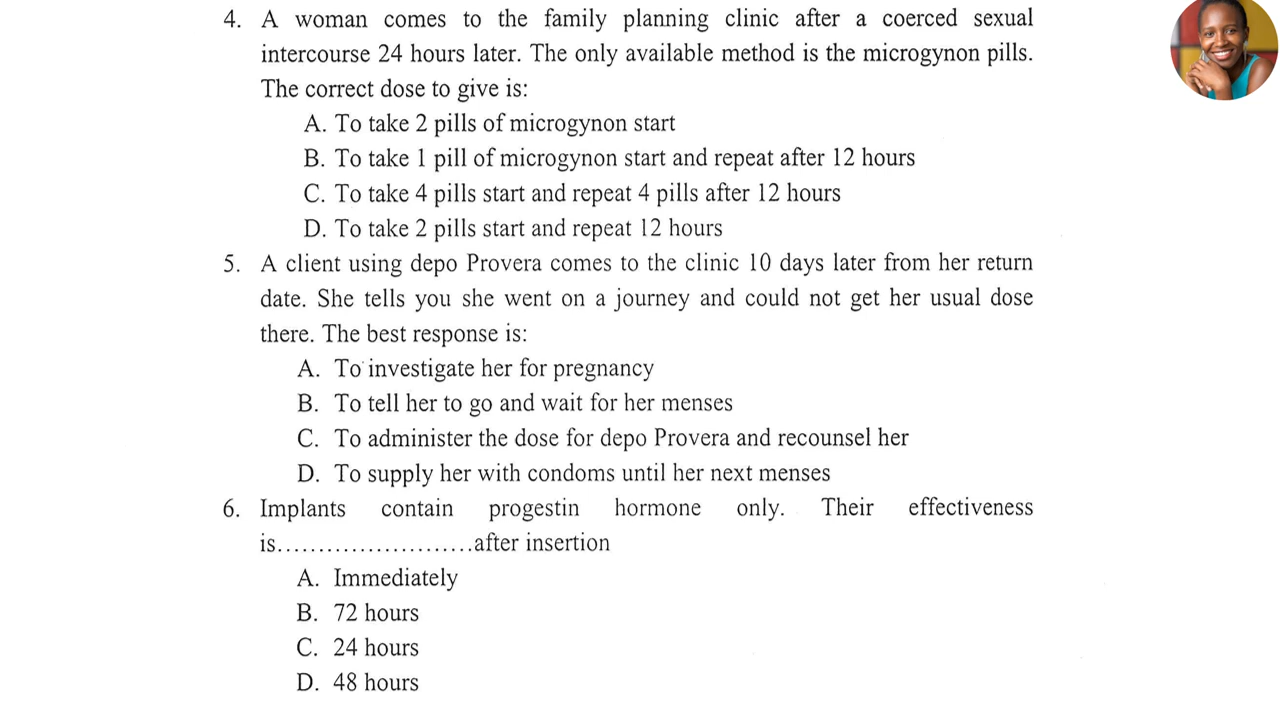 4. A woman comes to the family planning clinic after a coerced sexual
intercourse 24 hours later. The only available method is the microgynon pills.
The correct dose to give is:
A. To take 2 pills of microgynon start
B. To take 1 pill of microgynon start and repeat after 12 hours
C. To take 4 pills start and repeat 4 pills after 12 hours
D. To take 2 pills start and repeat 12 hours
5. A client using depo Provera comes to the clinic 10 days later from her return
date. She tells you she went on a journey and could not get her usual dose
there. The best response is:
A. To investigate her for pregnancy
B. To tell her to go and wait for her menses
C. To administer the dose for depo Provera and recounsel her
D. To supply her with condoms until her next menses
6. Implants contain progestin hormone only. Their effectiveness
is........................after insertion
A. Immediately
B. 72 hours
C. 24 hours
D. 48 hours